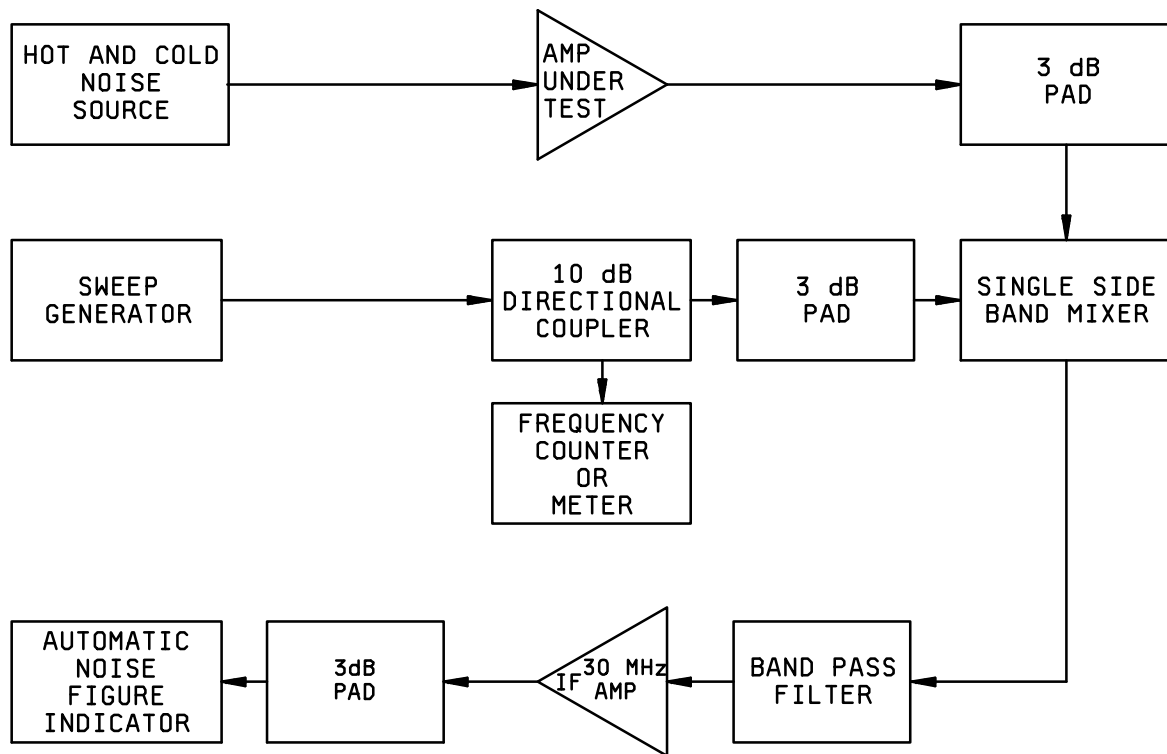 HOT AND COLD
NOISE
SOURCE
AMP
UNDER
TEST
3 dB
PAD
SWEEP
GENERATOR
10 dB
DIRECTIONAL
COUPLER
3 dB
PAD
SINGLE SIDE
BAND MIXER
FREQUENCY
COUNTER
OR
METER
AUTOMATIC
NOISE
FIGURE
INDICATOR
3dB
PAD
IF 30 MHz
AMP
BAND PASS
FILTER